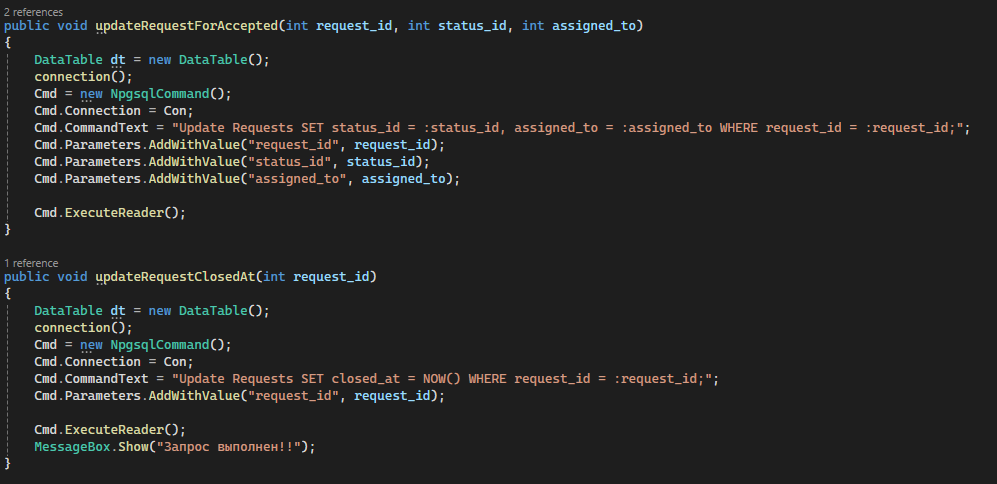 2 references
public void updateRequestForAccepted(int request_id, int status_id, int assigned_to)
{
    DataTable dt = new DataTable();
    connection();
    Cmd = new NpgsqlCommand();
    Cmd.Connection = Con;
    Cmd.CommandText = "Update Requests SET status_id = :status_id, assigned_to = :assigned_to WHERE request_id = :request_id;";
    Cmd.Parameters.AddWithValue("request_id", request_id);
    Cmd.Parameters.AddWithValue("status_id", status_id);
    Cmd.Parameters.AddWithValue("assigned_to", assigned_to);

    Cmd.ExecuteReader();
}

1 reference
public void updateRequestClosedAt(int request_id)
{
    DataTable dt = new DataTable();
    connection();
    Cmd = new NpgsqlCommand();
    Cmd.Connection = Con;
    Cmd.CommandText = "Update Requests SET closed_at = NOW() WHERE request_id = :request_id;";
    Cmd.Parameters.AddWithValue("request_id", request_id);

    Cmd.ExecuteReader();
    MessageBox.Show("Запрос выполнен!!");
}